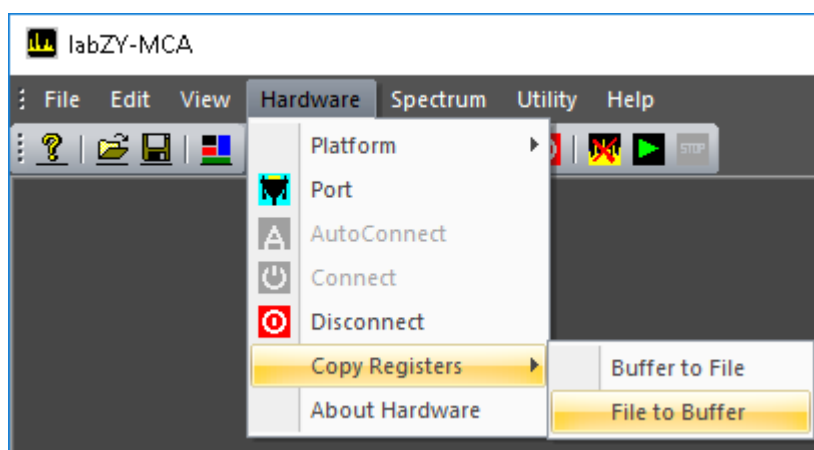 labZY-MCA
File Edit View Hardware Spectrum Utility Help
STOP
Platform
Port
AutoConnect
Connect
Disconnect
Copy Registers
About Hardware
Buffer to File
File to Buffer